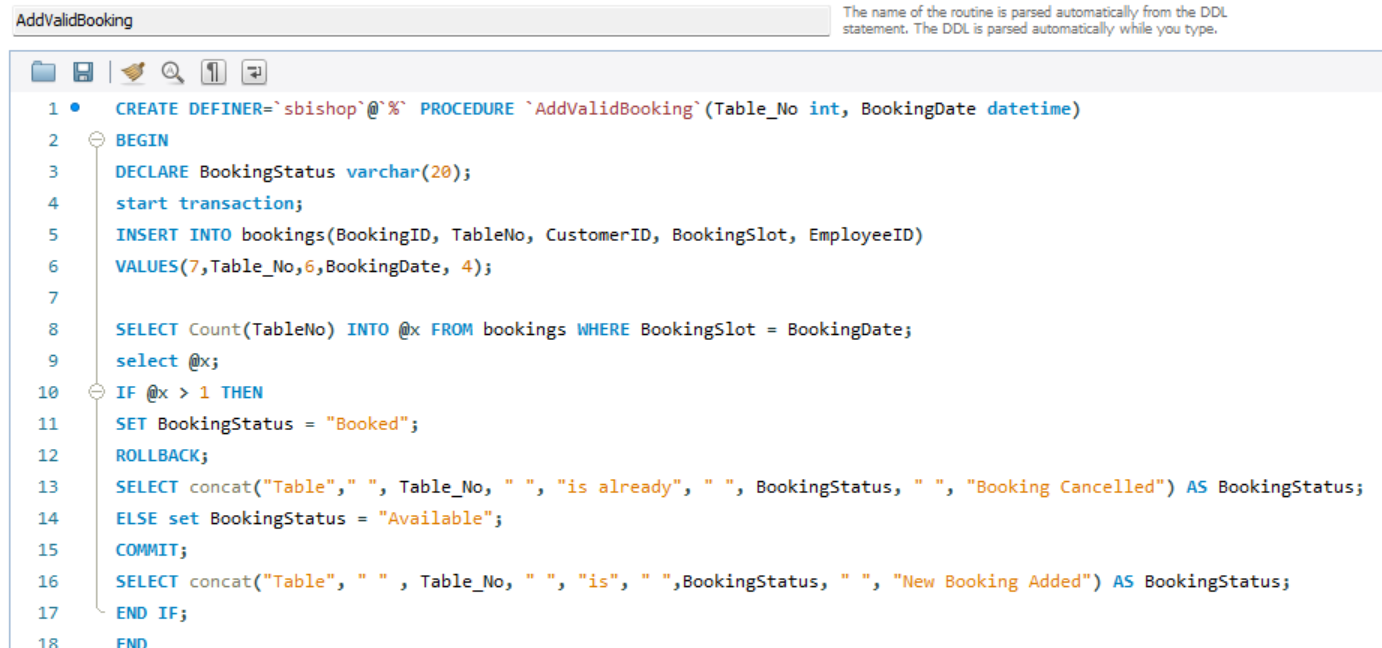 AddValidBooking
The name of the routine is parsed automatically from the DDL
statement. The DDL is parsed automatically while you type.
1 CREATE DEFINER=`sbishop`@`%` PROCEDURE `AddValidBooking`(Table_No int, BookingDate datetime)
2 BEGIN
3 DECLARE BookingStatus varchar(20);
4 start transaction;
5 INSERT INTO bookings(BookingID, TableNo, CustomerID, BookingSlot, EmployeeID)
6 VALUES(7,Table_No,6,BookingDate, 4);
7
8 SELECT Count(TableNo) INTO @x FROM bookings WHERE BookingSlot = BookingDate;
9 select @x;
10 IF @x > 1 THEN
11 SET BookingStatus = "Booked";
12 ROLLBACK;
13 SELECT concat("Table"," ", Table_No, " ", "is already", " ", BookingStatus, " ", "Booking Cancelled") AS BookingStatus;
14 ELSE set BookingStatus = "Available";
15 COMMIT;
16 SELECT concat("Table", " " , Table_No, " ", "is", " ",BookingStatus, " ", "New Booking Added") AS BookingStatus;
17 END IF;
18 END